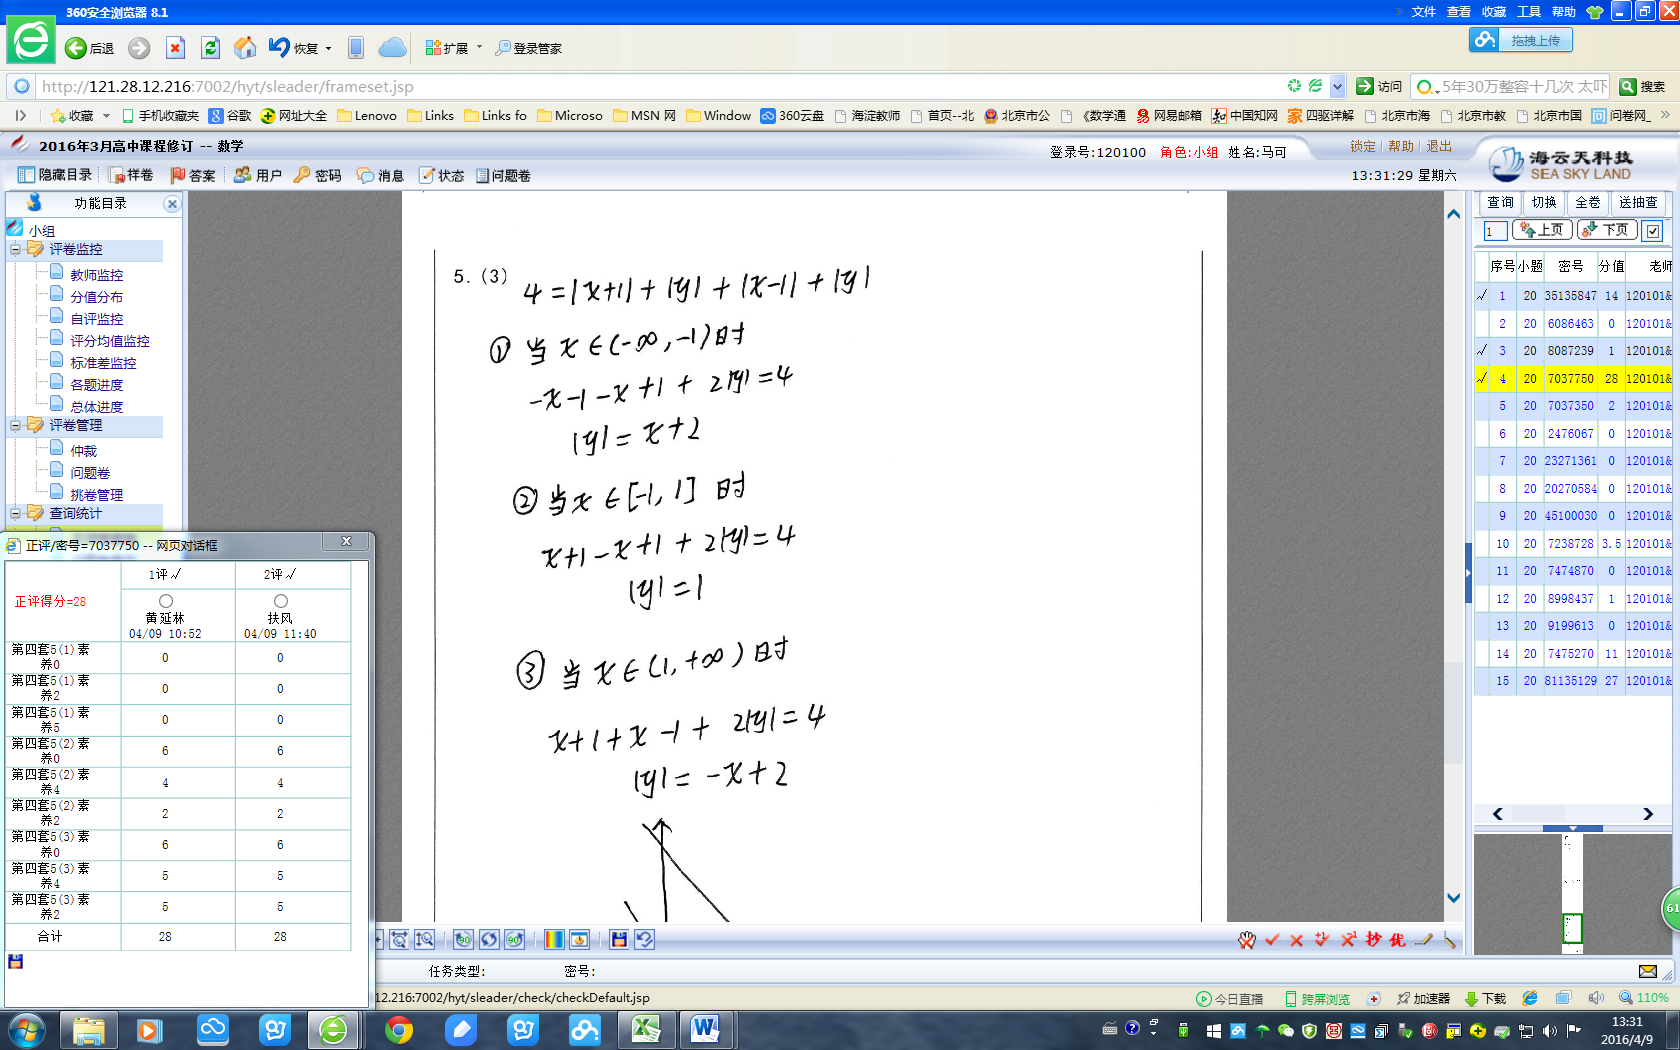 360安全浏览器 8.1
文件 查看 收藏 工具 帮助
后退 恢复 扩展 登录管家 拖拽上传
http://121.28.12.216:7002/hyt/sleader/frameset.jsp 访问 5年30万整容十几次 太吓 搜索
收藏 手机收藏夹 谷歌 网址大全 Lenovo Links Links fo Microso MSN 网 Window 360云盘 海淀教师 首页--北 北京市公 《数学通 网易邮箱 中国知网 四驱详解 北京市海 北京市教 北京市国 问卷网_
2016年3月高中课程修订 -- 数学
登录号:120100 角色:小组 姓名:马可
锁定 帮助 退出
海云天科技
SEA SKY LAND
隐藏目录 样卷 答案 用户 密码 消息 状态 问题卷
13:31:29 星期六
功能目录
小组
评卷监控
教师监控
分值分布
自评监控
评分均值监控
标准差监控
各题进度
总体进度
评卷管理
仲裁
问题卷
挑卷管理
查询统计
正评/密号=7037750 -- 网页对话框
1评√ 2评√
正评得分=28
黄延林 扶风
04/09 10:52 04/09 11:40
第四套5(1)素养0 0 0
第四套5(1)素养2 0 0
第四套5(1)素养5 0 0
第四套5(2)素养0 6 6
第四套5(2)素养4 4 4
第四套5(2)素养2 2 2
第四套5(3)素养0 6 6
第四套5(3)素养4 5 5
第四套5(3)素养2 5 5
合计 28 28
5.(3) 4=|x+1|+|y|+|x-1|+|y|
① 当 x∈(-∞,-1)时
-x-1-x+1+2|y|=4
|y|=x+2
② 当x∈[-1,1] 时
x+1-x+1+2|y|=4
|y|=1
③ 当 x∈(1,+∞)时
x+1+x-1+2|y|=4
|y|=-x+2
查询 切换 全卷 送抽查
1 上页 下页
序号 小题 密号 分值 老师
√ 1 20 35135847 14 120101&
2 20 6086463 0 120101&
√ 3 20 8087239 1 120101&
√ 4 20 7037750 28 120101&
5 20 7037350 2 120101&
6 20 2476067 0 120101&
7 20 23271361 0 120101&
8 20 20270584 0 120101&
9 20 45100030 0 120101&
10 20 7238728 3.5 120101&
11 20 7474870 0 120101&
12 20 8998437 1 120101&
13 20 9199613 0 120101&
14 20 7475270 11 120101&
15 20 81135129 27 120101&
抄 优
61
任务类型: 密号:
12.216:7002/hyt/sleader/check/checkDefault.jsp
今日直播 跨屏浏览 加速器 下载 110%
13:31
2016/4/9